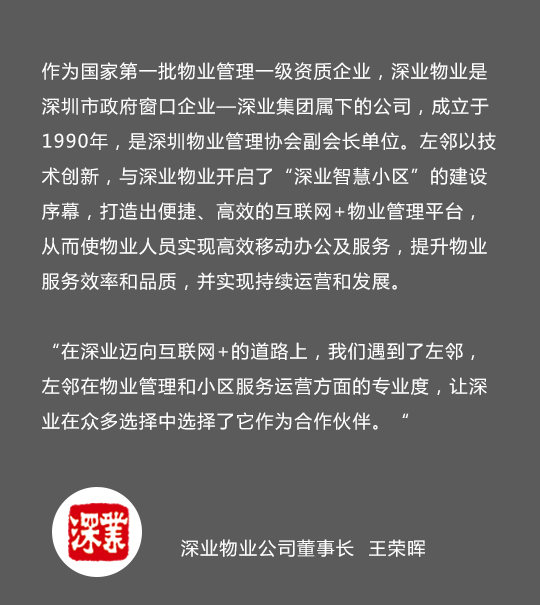 作为国家第一批物业管理一级资质企业，深业物业是
深圳市政府窗口企业—深业集团属下的公司，成立于
1990年，是深圳物业管理协会副会长单位。左邻以技
术创新，与深业物业开启了“深业智慧小区”的建设
序幕，打造出便捷、高效的互联网+物业管理平台，
从而使物业人员实现高效移动办公及服务，提升物业
服务效率和品质，并实现持续运营和发展。
“在深业迈向互联网+的道路上，我们遇到了左邻，
左邻在物业管理和小区服务运营方面的专业度，让深
业在众多选择中选择了它作为合作伙伴。“
深業
深业物业公司董事长 王荣晖